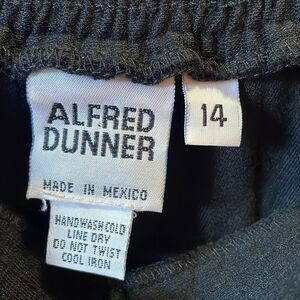 ALFRED
DUNNER
MADE IN MEXICO
14
HANDWASH COLD
LINE DRY
DO NOT TWIST
COOL IRON